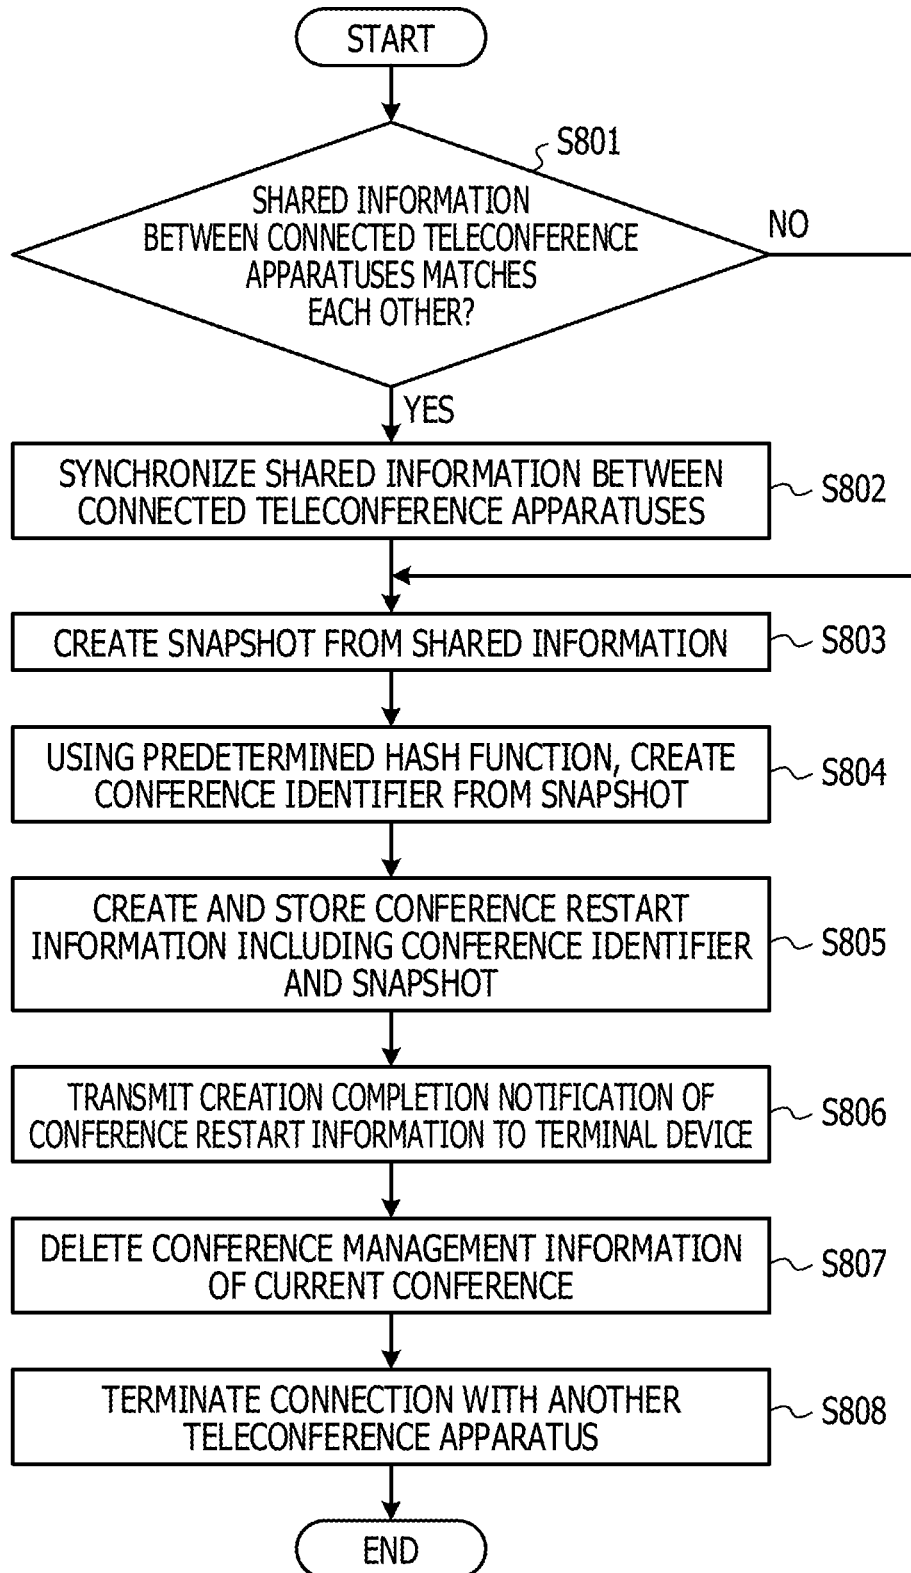 START
S801
SHARED INFORMATION
BETWEEN CONNECTED TELECONFERENCE
APPARATUSES MATCHES
EACH OTHER?
NO
YES
SYNCHRONIZE SHARED INFORMATION BETWEEN
CONNECTED TELECONFERENCE APPARATUSES
S802
CREATE SNAPSHOT FROM SHARED INFORMATION
S803
USING PREDETERMINED HASH FUNCTION, CREATE
CONFERENCE IDENTIFIER FROM SNAPSHOT
S804
CREATE AND STORE CONFERENCE RESTART
INFORMATION INCLUDING CONFERENCE IDENTIFIER
AND SNAPSHOT
S805
TRANSMIT CREATION COMPLETION NOTIFICATION OF
CONFERENCE RESTART INFORMATION TO TERMINAL DEVICE
S806
DELETE CONFERENCE MANAGEMENT INFORMATION
OF CURRENT CONFERENCE
S807
TERMINATE CONNECTION WITH ANOTHER
TELECONFERENCE APPARATUS
S808
END